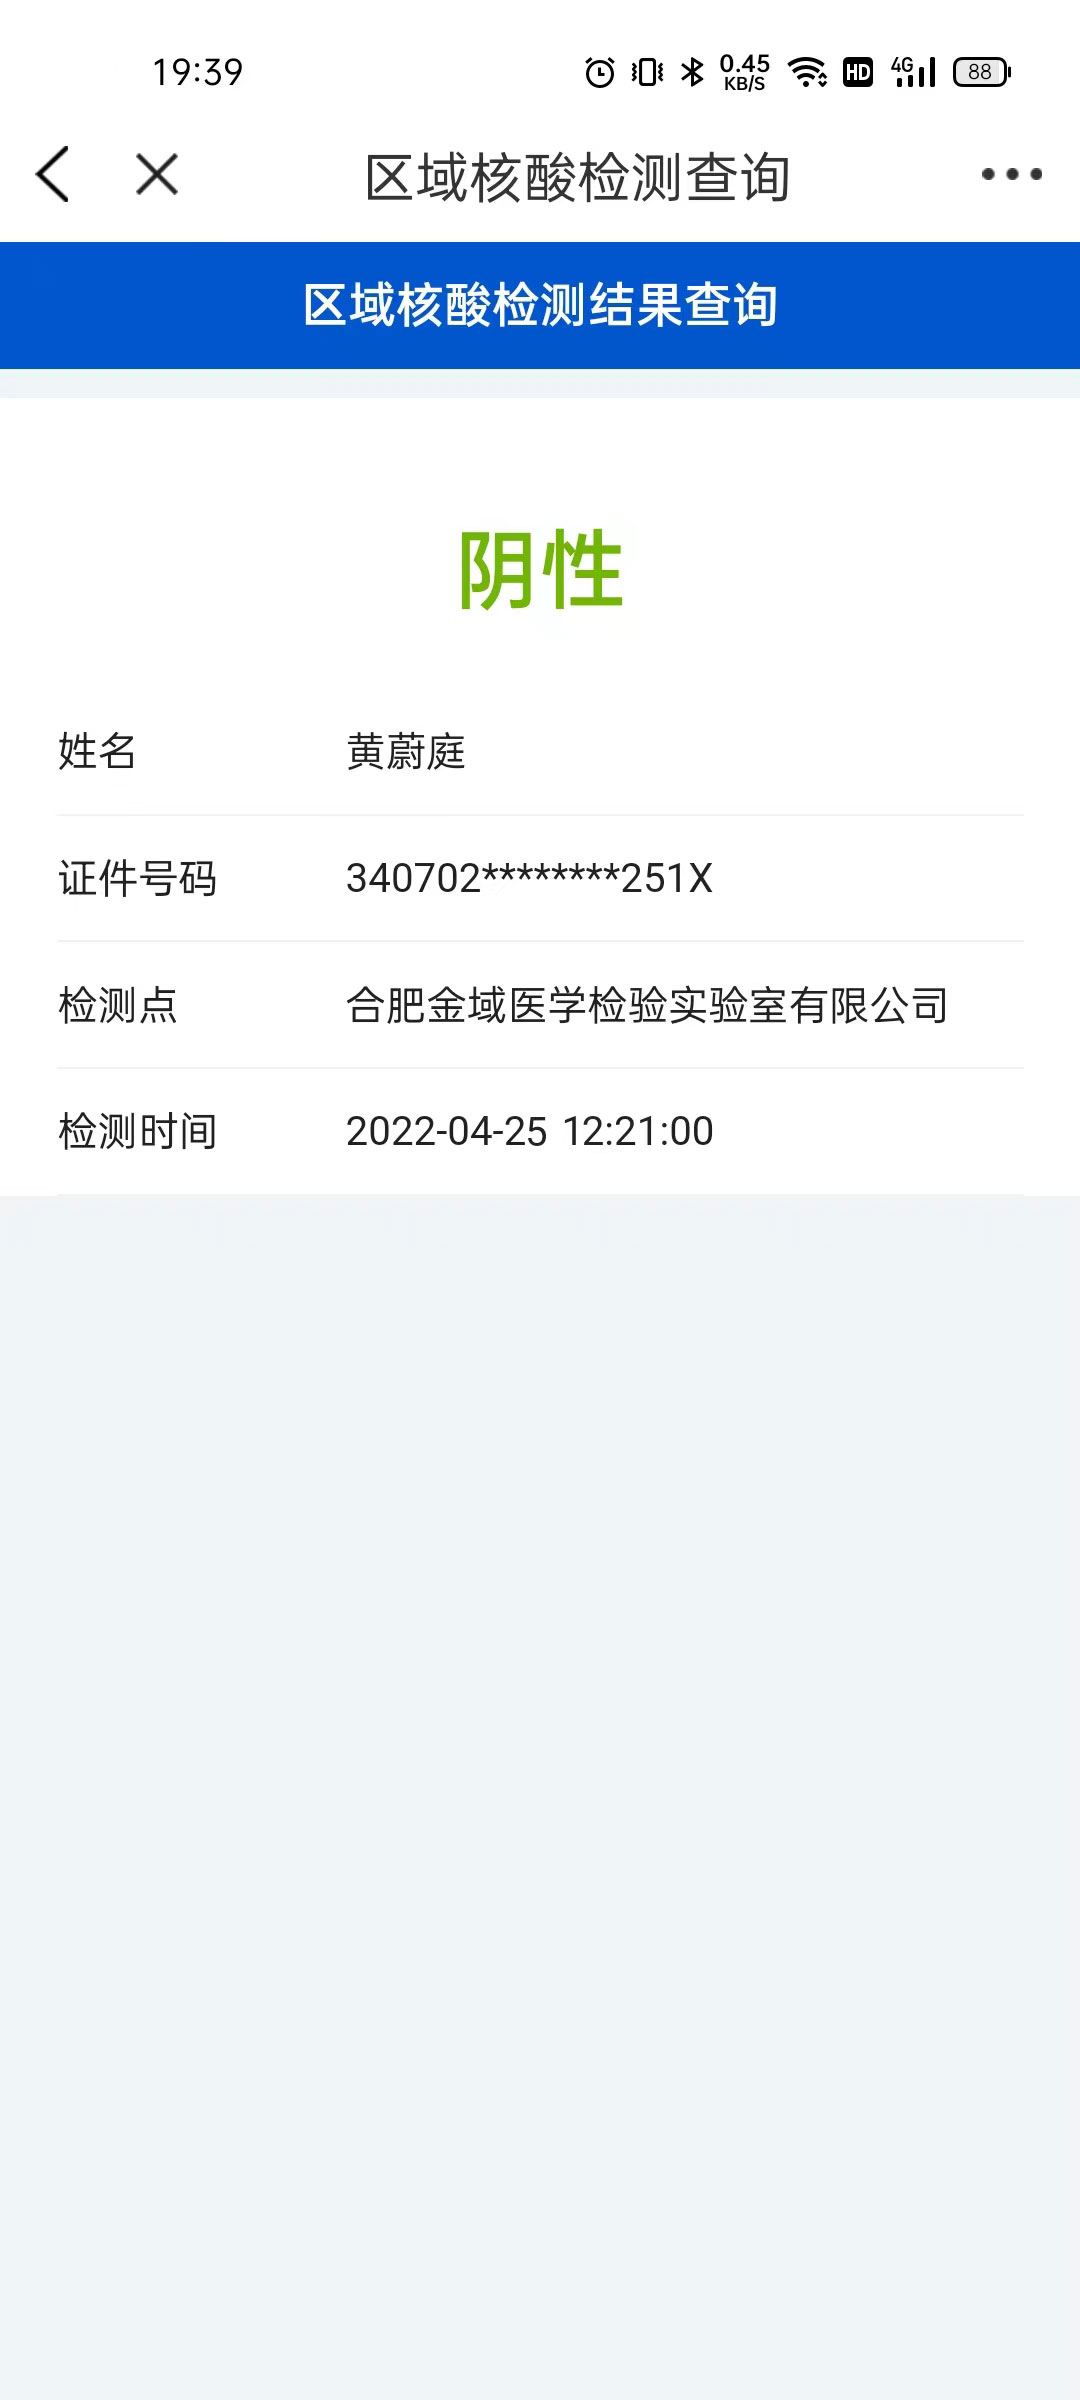 19:39
0.45
KB/S
HD
4G
88
区域核酸检测查询
区域核酸检测结果查询
阴性
姓名 黄蔚庭
证件号码 340702********251X
检测点 合肥金域医学检验实验室有限公司
检测时间 2022-04-25 12:21:00